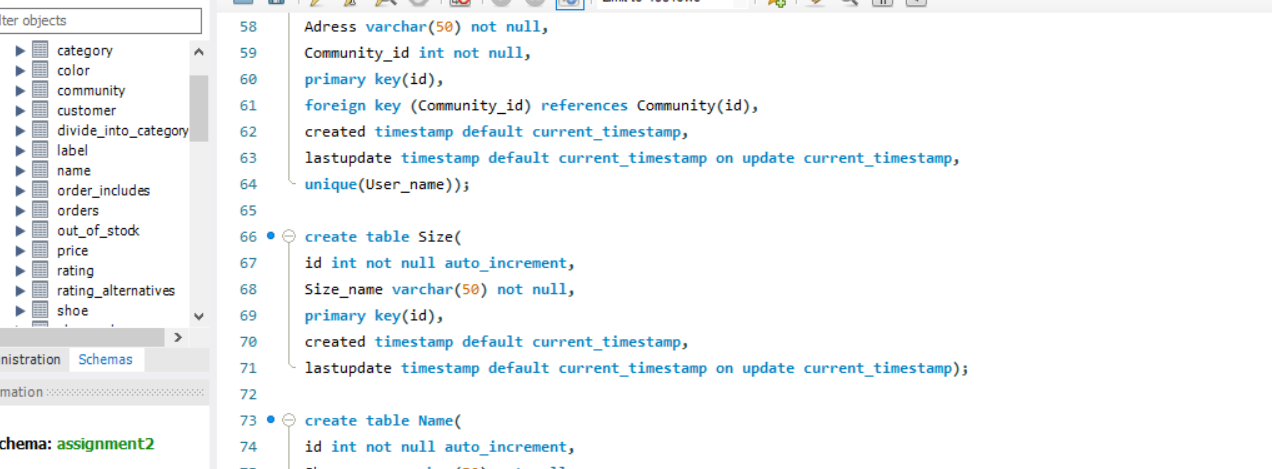 lter objects
category
color
community
customer
divide_into_category
label
name
order_includes
orders
out_of_stock
price
rating
rating_alternatives
shoe
nistration Schemas
mation
chema: assignment2
58 Adress varchar(50) not null,
59 Community_id int not null,
60 primary key(id),
61 foreign key (Community_id) references Community(id),
62 created timestamp default current_timestamp,
63 lastupdate timestamp default current_timestamp on update current_timestamp,
64 unique(User_name));
65
66 create table Size(
67 id int not null auto_increment,
68 Size_name varchar(50) not null,
69 primary key(id),
70 created timestamp default current_timestamp,
71 lastupdate timestamp default current_timestamp on update current_timestamp);
72
73 create table Name(
74 id int not null auto_increment,